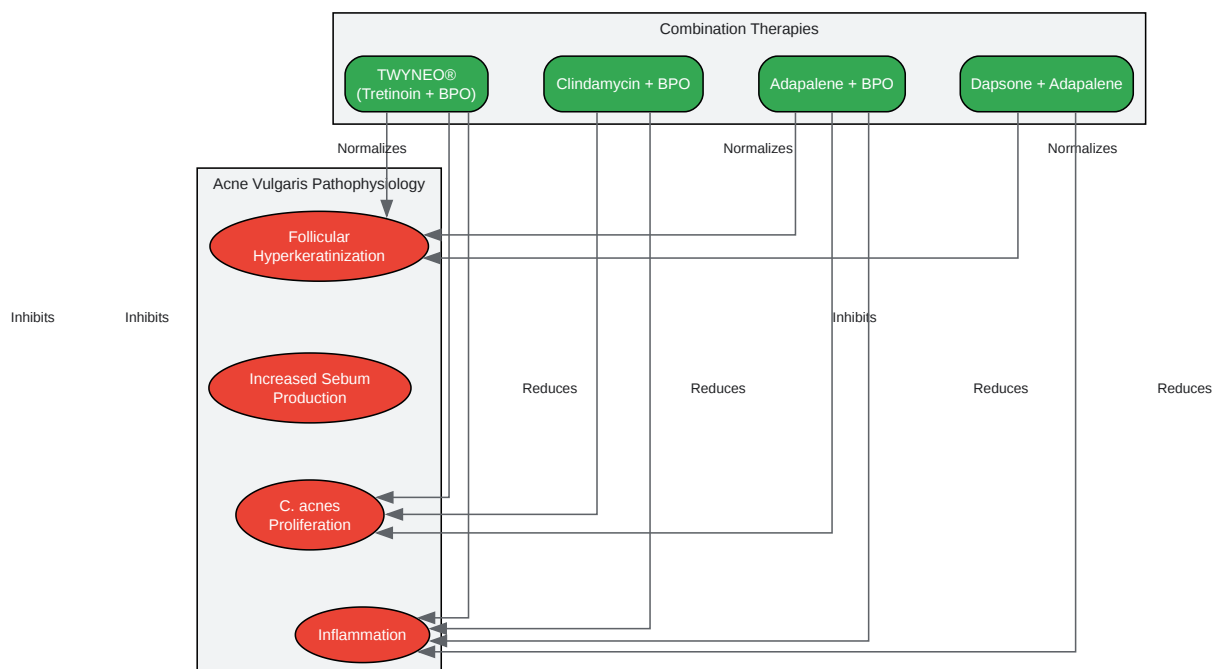 Combination Therapies
TWYNEO®
(Tretinoin + BPO)
Clindamycin + BPO
Adapalene + BPO
Dapsone + Adapalene
Normalizes
Normalizes
Normalizes
Acne Vulgaris Pathophysiology
Follicular
Hyperkeratinization
Inhibits
Inhibits
Inhibits
Increased Sebum
Production
Reduces
Reduces
Reduces
Reduces
C. acnes
Proliferation
Inflammation